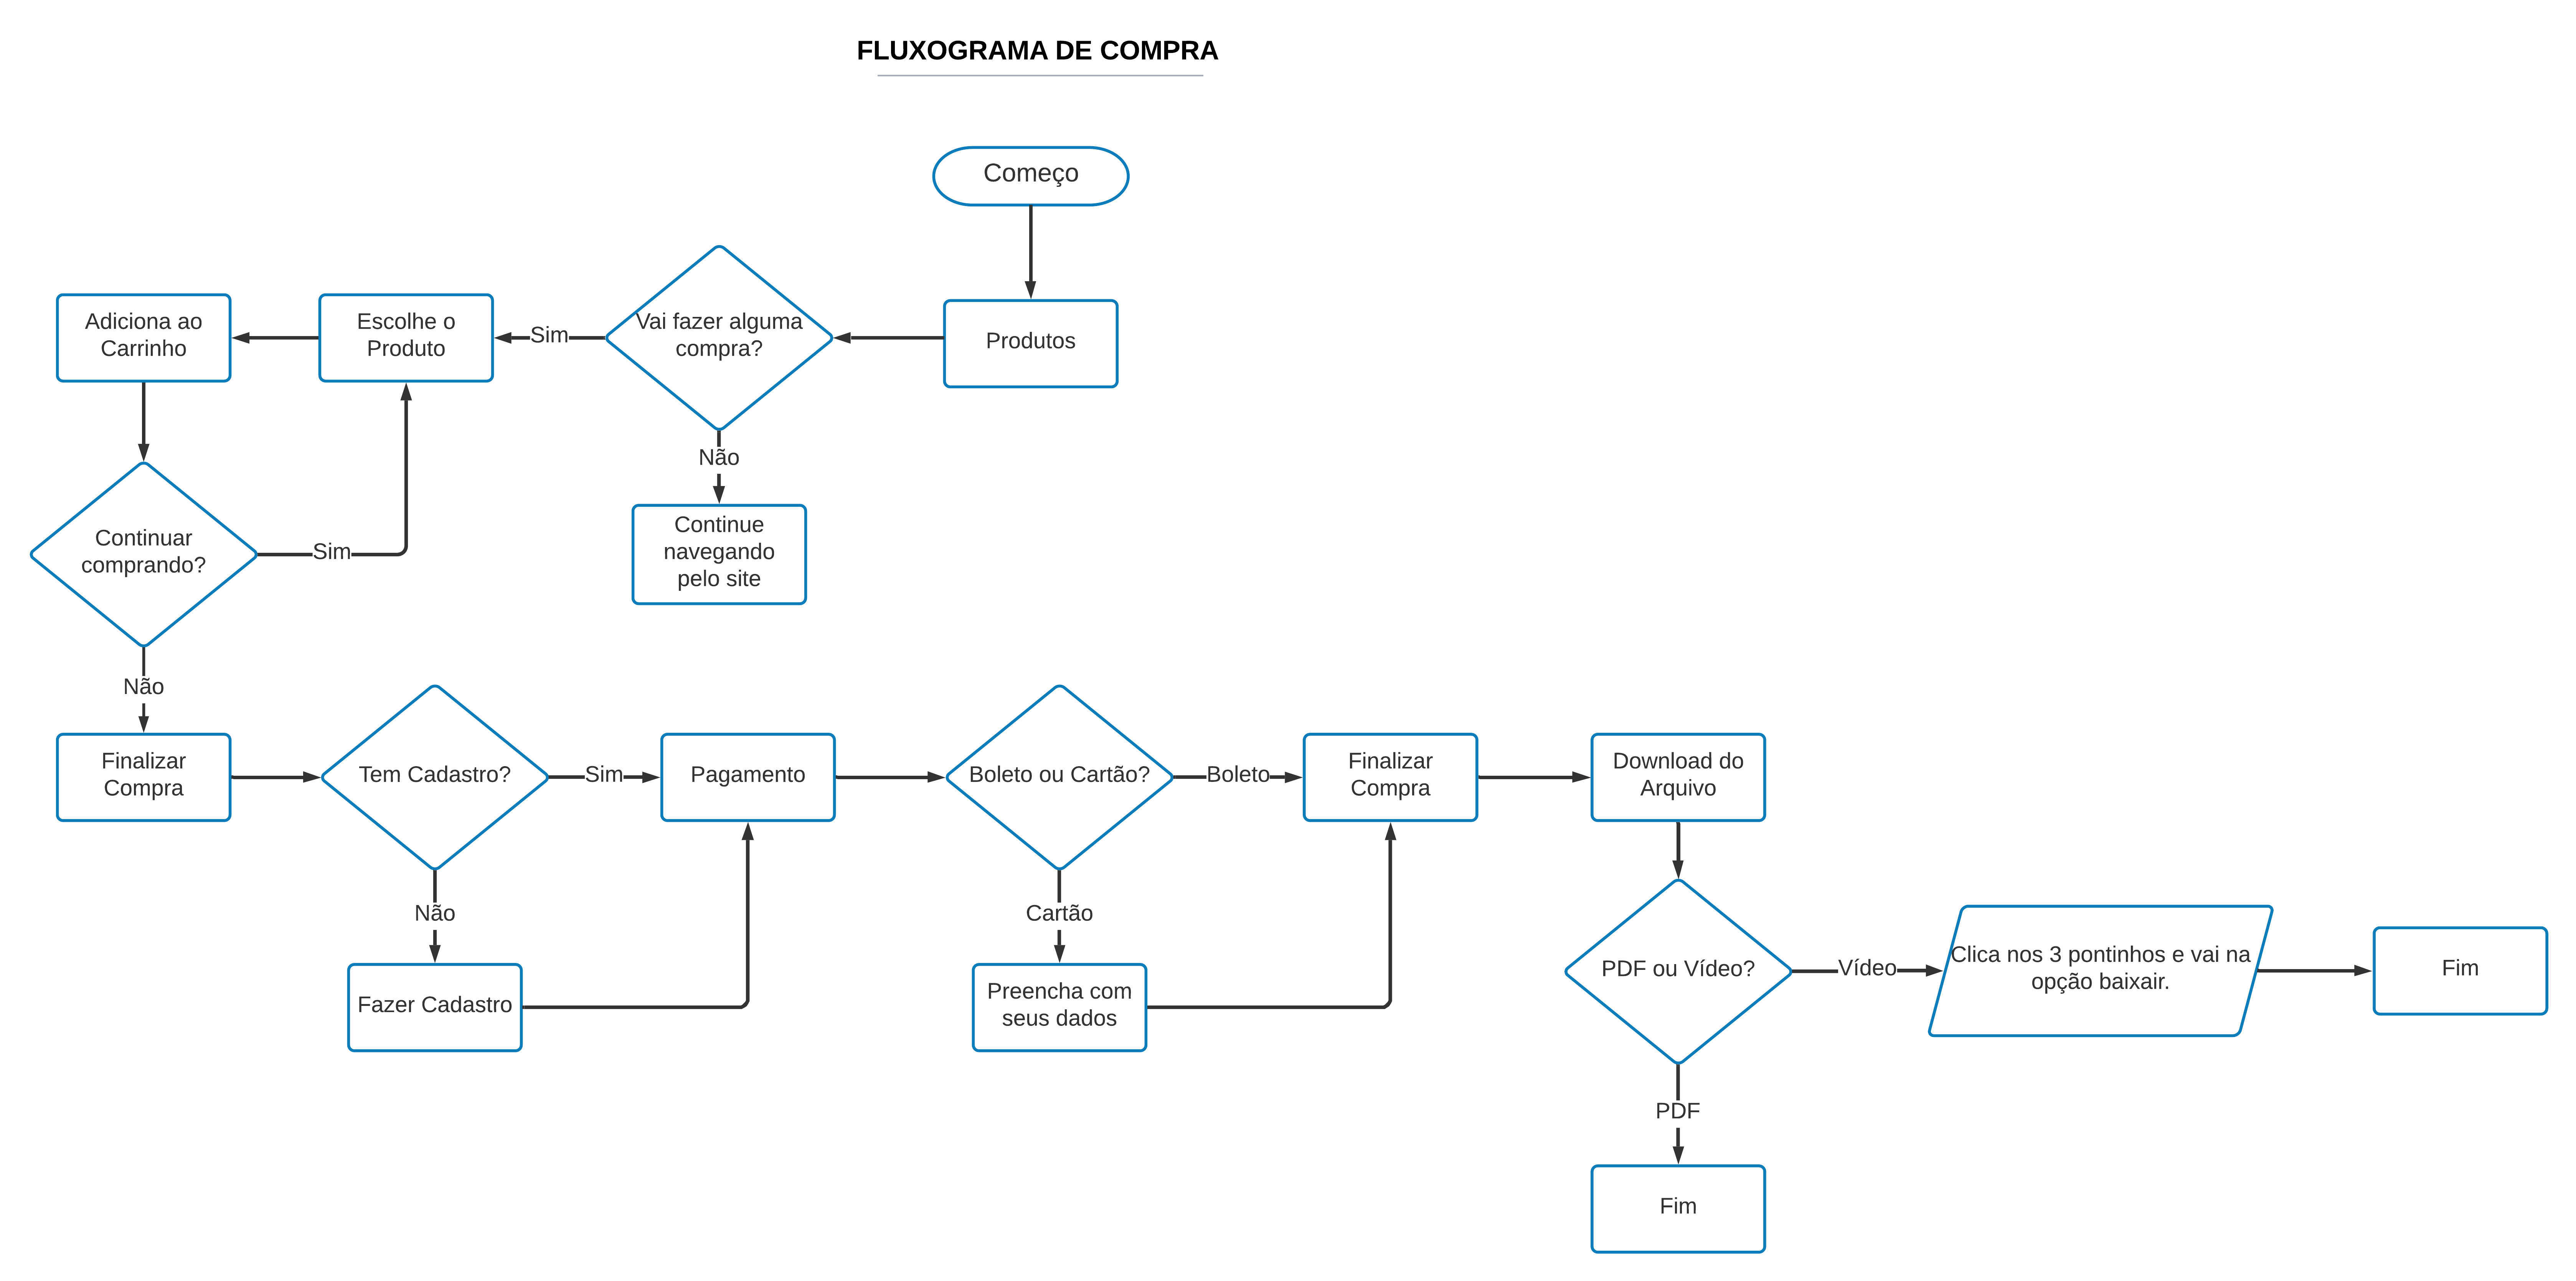 FLUXOGRAMA DE COMPRA
Começo
Produtos
Vai fazer alguma
compra?
Sim
Escolhe o
Produto
Adiciona ao
Carrinho
Não
Continue
navegando
pelo site
Continuar
comprando?
Sim
Não
Finalizar
Compra
Tem Cadastro?
Sim
Pagamento
Não
Fazer Cadastro
Boleto ou Cartão?
Boleto
Finalizar
Compra
Cartão
Preencha com
seus dados
Download do
Arquivo
PDF ou Vídeo?
Vídeo
Clica nos 3 pontinhos e vai na
opção baixair.
Fim
PDF
Fim